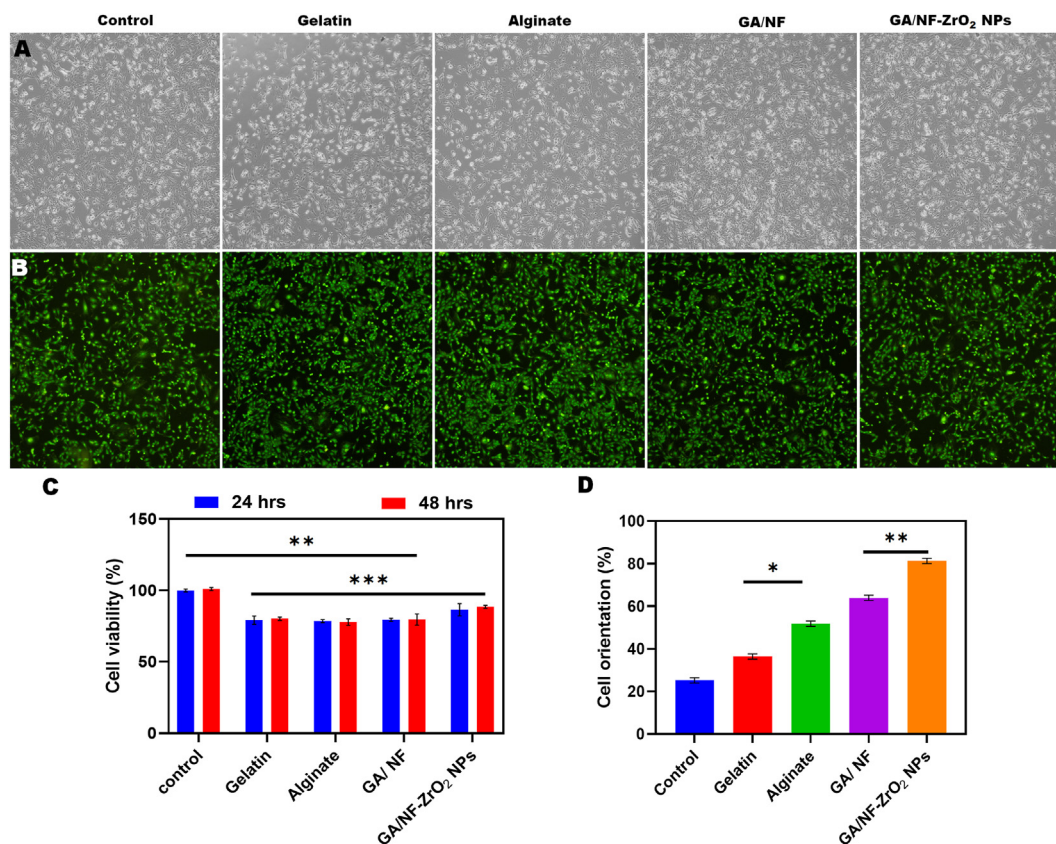 Control Gelatin Alginate GA/NF GA/NF-ZrO₂ NPs
A
B
C
24 hrs 48 hrs
Cell viability (%)
150
100
50
0
**
***
control Gelatin Alginate GA/ NF GA/NF-ZrO₂ NPs
D
Cell orientation (%)
100
80
60
40
20
0
*
**
Control Gelatin Alginate GA/ NF GA/NF-ZrO₂ NPs